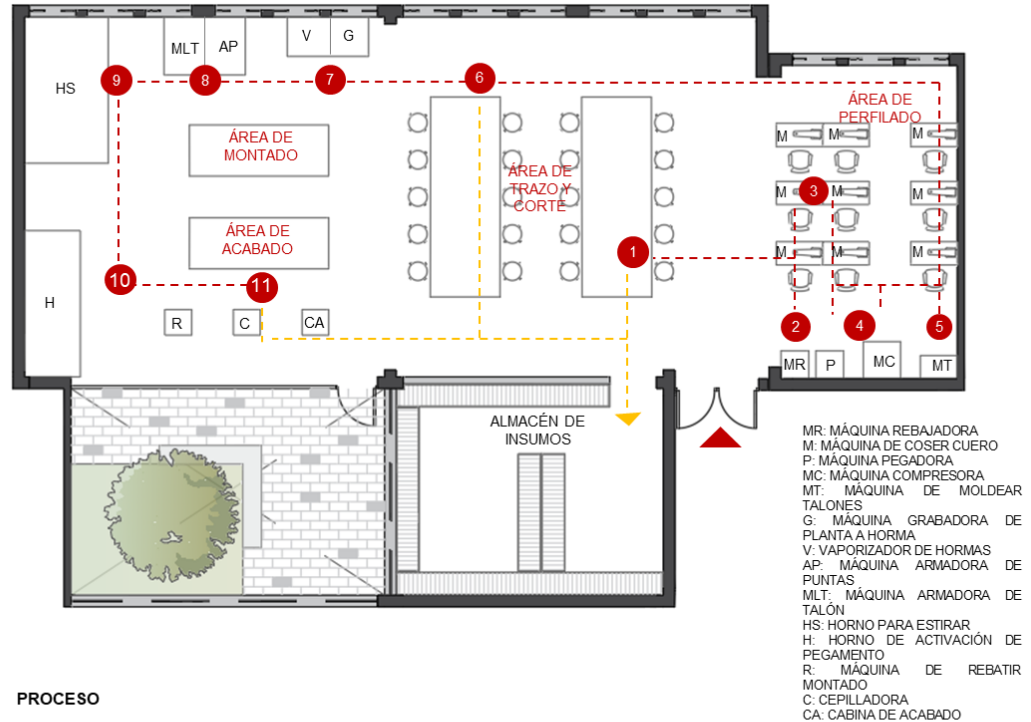 MLT
AP
V
G
HS
9
8
7
6
ÁREA DE
PERFILADO
M
M
M
ÁREA DE
MONTADO
ÁREA DE
TRAZO Y
CORTE
M
3
M
M
ÁREA DE
ACABADO
1
M
M
M
10
11
H
R
C
CA
2
4
5
MR
P
MC
MT
ALMACÉN DE
INSUMOS
MR: MÁQUINA REBAJADORA
M: MÁQUINA DE COSER CUERO
P: MÁQUINA PEGADORA
MC: MÁQUINA COMPRESORA
MT: MÁQUINA DE MOLDEAR
TALONES
G: MÁQUINA GRABADORA DE
PLANTA A HORMA
V: VAPORIZADOR DE HORMAS
AP: MÁQUINA ARMADORA DE
PUNTAS
MLT: MÁQUINA ARMADORA DE
TALÓN
HS: HORNO PARA ESTIRAR
H: HORNO DE ACTIVACIÓN DE
PEGAMENTO
R: MÁQUINA DE REBATIR
MONTADO
C: CEPILLADORA
CA: CABINA DE ACABADO
PROCESO